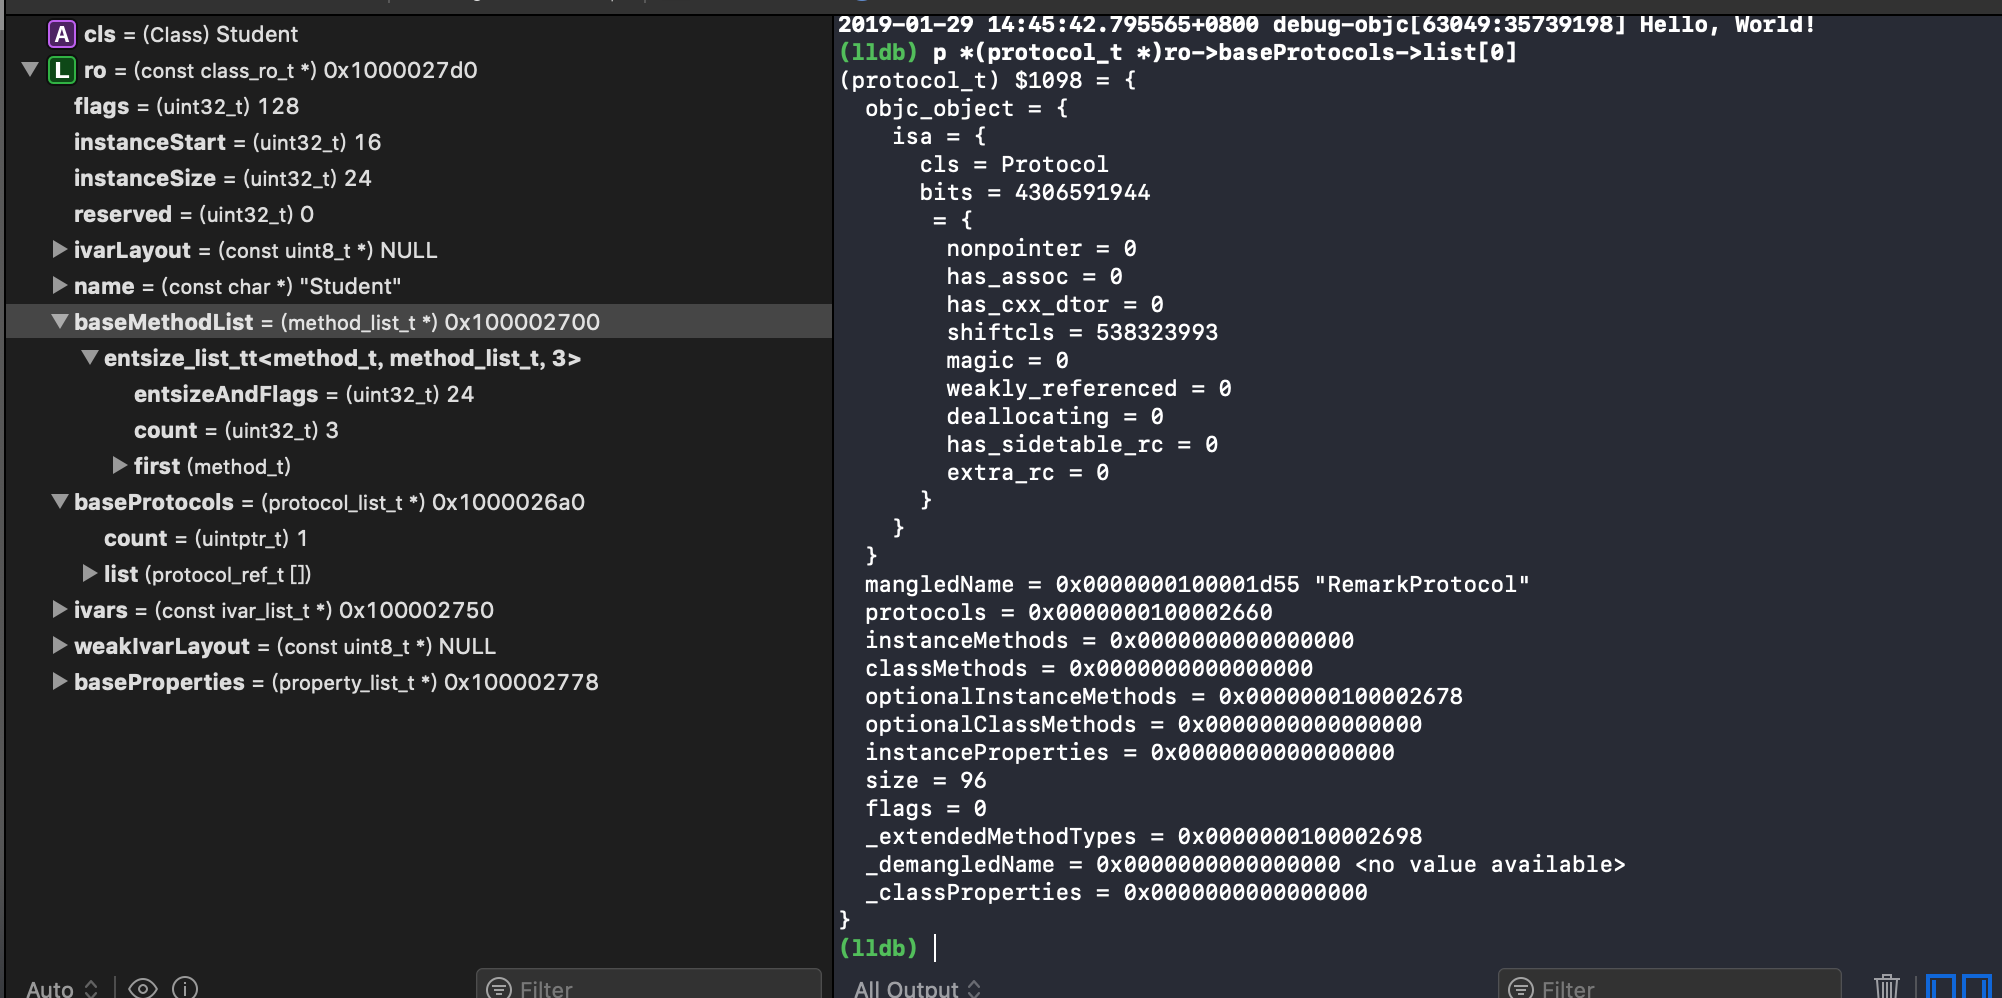 A cls = (Class) Student
L ro = (const class_ro_t *) 0x1000027d0
flags = (uint32_t) 128
instanceStart = (uint32_t) 16
instanceSize = (uint32_t) 24
reserved = (uint32_t) 0
ivarLayout = (const uint8_t *) NULL
name = (const char *) "Student"
baseMethodList = (method_list_t *) 0x100002700
entsize_list_tt<method_t, method_list_t, 3>
entsizeAndFlags = (uint32_t) 24
count = (uint32_t) 3
first (method_t)
baseProtocols = (protocol_list_t *) 0x1000026a0
count = (uintptr_t) 1
list (protocol_ref_t [])
ivars = (const ivar_list_t *) 0x100002750
weakIvarLayout = (const uint8_t *) NULL
baseProperties = (property_list_t *) 0x100002778
Auto
Filter
2019-01-29 14:45:42.795565+0800 debug-objc[63049:35739198] Hello, World!
(lldb) p *(protocol_t *)ro->baseProtocols->list[0]
(protocol_t) $1098 = {
  objc_object = {
    isa = {
      cls = Protocol
      bits = 4306591944
       = {
        nonpointer = 0
        has_assoc = 0
        has_cxx_dtor = 0
        shiftcls = 538323993
        magic = 0
        weakly_referenced = 0
        deallocating = 0
        has_sidetable_rc = 0
        extra_rc = 0
      }
    }
  }
  mangledName = 0x0000000100001d55 "RemarkProtocol"
  protocols = 0x0000000100002660
  instanceMethods = 0x0000000000000000
  classMethods = 0x0000000000000000
  optionalInstanceMethods = 0x0000000100002678
  optionalClassMethods = 0x0000000000000000
  instanceProperties = 0x0000000000000000
  size = 96
  flags = 0
  _extendedMethodTypes = 0x0000000100002698
  _demangledName = 0x0000000000000000 <no value available>
  _classProperties = 0x0000000000000000
}
(lldb)
All Output
Filter